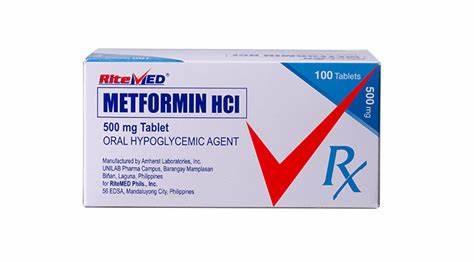 RiteMED®
METFORMIN HCl
500 mg Tablet
ORAL HYPOGLYCEMIC AGENT
Manufactured by Amherst Laboratories, Inc.
UNILAB Pharma Campus, Barangay Mamplasan
Biñan, Laguna, Philippines
for RiteMED Phils., Inc.
56 EDSA, Mandaluyong City, Philippines
100 Tablets
500 mg
Rx